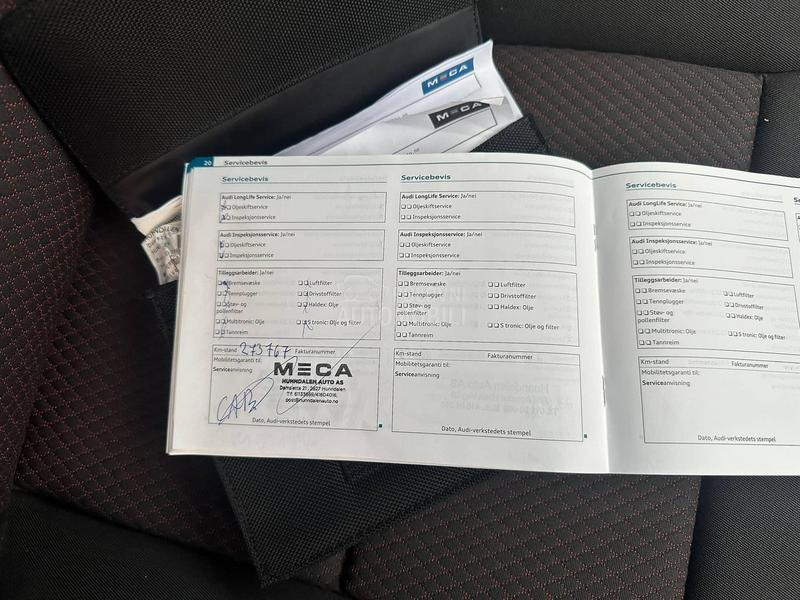 MECA
MECA
20 Servicebevis
Servicebevis
Audi LongLife Service: Ja/nei
Oljeskiftservice
Inspeksjonsservice
Audi Inspeksjonsservice: Ja/nei
Oljeskiftservice
Inspeksjonsservice
Tilleggsarbeider: Ja/nei
Bremsevæske
Luftfilter
Tennplugger
Drivstoffilter
Støv- og
pollenfilter
Haldex: Olje
Multitronic: Olje
S tronic: Olje og filter
Tannreim
Km-stand 273767 Fakturanummer
Mobilitetsgaranti til:
Serviceanvisning
MECA
HUNNDALEN AUTO AS
Damsletta 21, 2827 Hunndalen
post@hunndalenauto.no
Dato, Audi-verkstedets stempel
Servicebevis
Audi LongLife Service: Ja/nei
Oljeskiftservice
Inspeksjonsservice
Audi Inspeksjonsservice: Ja/nei
Oljeskiftservice
Inspeksjonsservice
Tilleggsarbeider: Ja/nei
Bremsevæske
Luftfilter
Tennplugger
Drivstoffilter
Støv- og
pollenfilter
Haldex: Olje
Multitronic: Olje
S tronic: Olje og filter
Tannreim
Km-stand Fakturanummer
Mobilitetsgaranti til:
Serviceanvisning
Dato, Audi-verkstedets stempel
Servicebevis
Audi LongLife Service: Ja/nei
Oljeskiftservice
Inspeksjonsservice
Audi Inspeksjonsservice: Ja/nei
Oljeskiftservice
Inspeksjonsservice
Tilleggsarbeider: Ja/nei
Bremsevæske
Luftfilter
Tennplugger
Drivstoffilter
Støv- og
pollenfilter
Haldex: Olje
Multitronic: Olje
S tronic: Olje og filter
Tannreim
Km-stand Fakturanummer
Mobilitetsgaranti til:
Serviceanvisning
Dato, Audi-verkstedets stempel